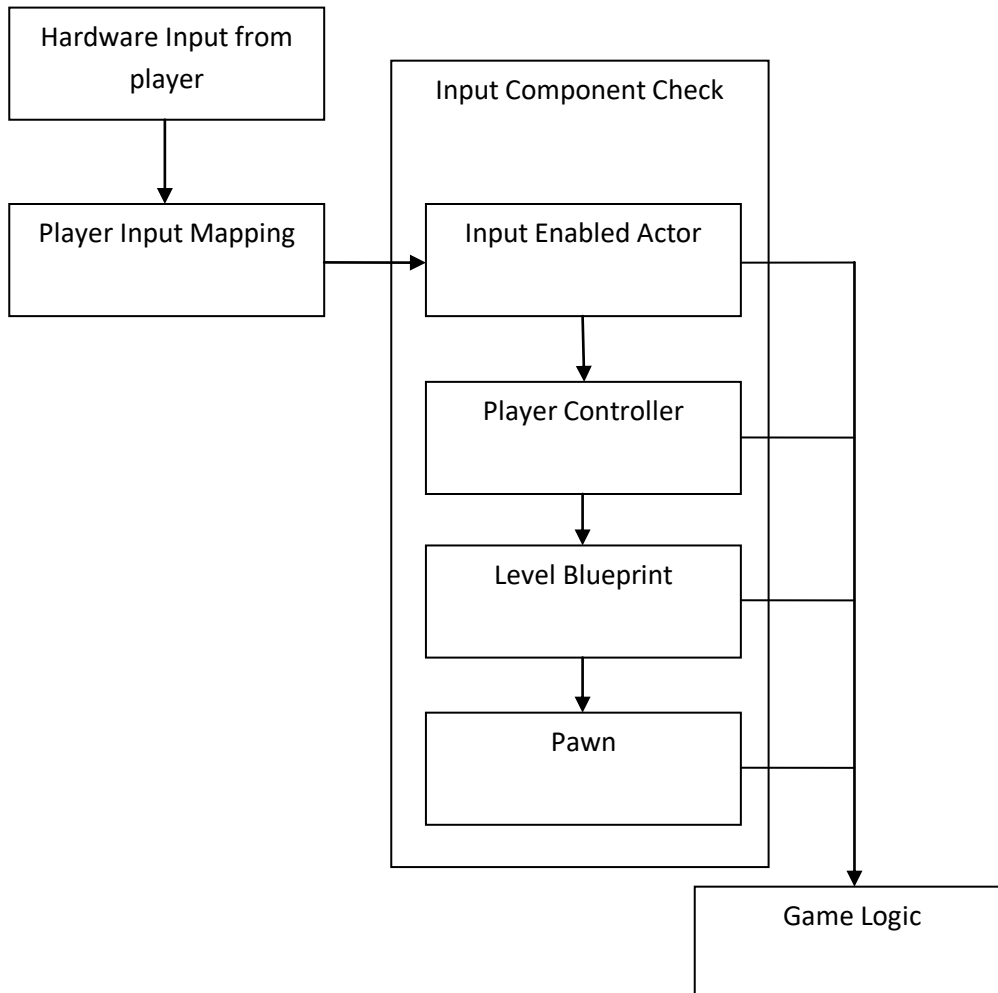 Hardware Input from
player
Input Component Check
Player Input Mapping
Input Enabled Actor
Player Controller
Level Blueprint
Pawn
Game Logic